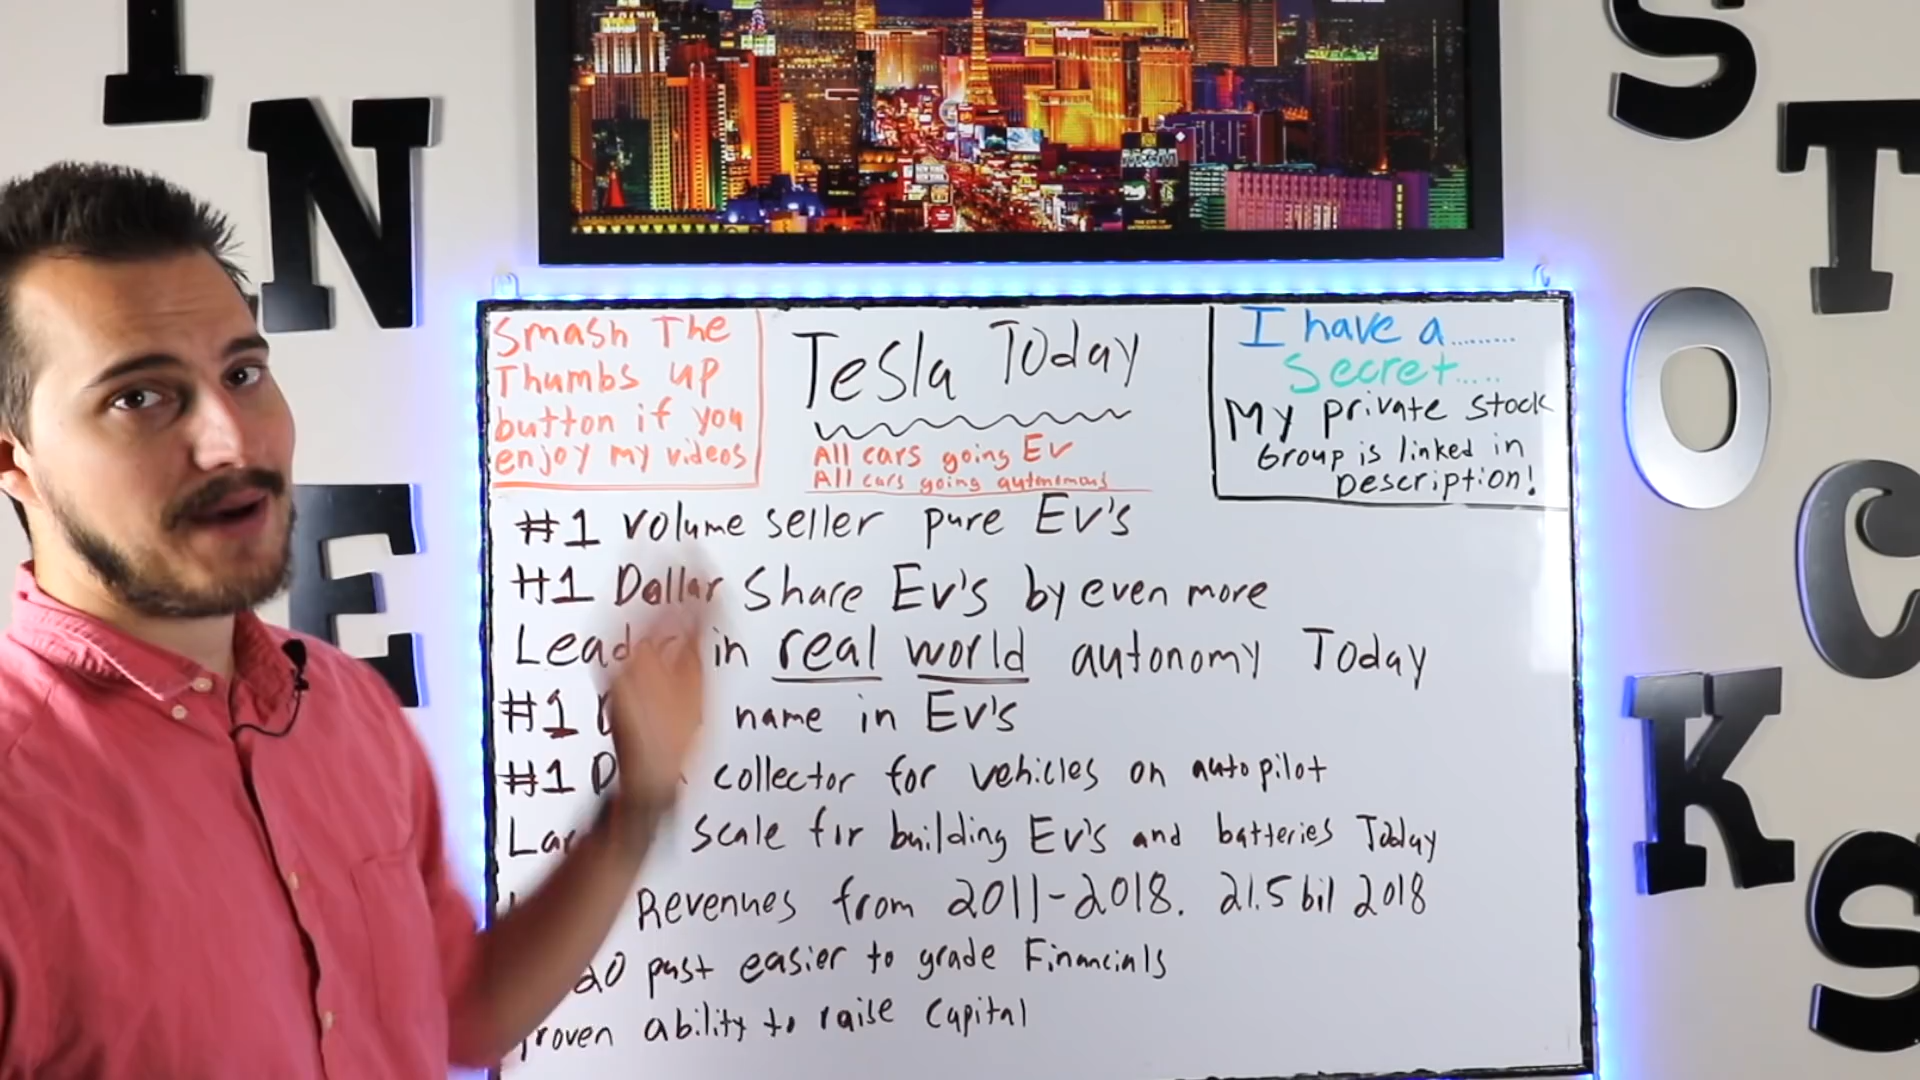 I
N
E
S
T
O
C
K
S
MGM
Smash The
Thumbs up
button if you
enjoy my videos
Tesla Today
All cars going EV
All cars going autonomous
I have a.........
Secret.....
My private stock
Group is linked in
Description!
#1 volume seller pure EV's
#1 Dollar Share EV's by even more
Leader in real world autonomy Today
#1 name in EV's
#1 collector for vehicles on autopilot
scale for building EV's and batteries Today
Revenues from 2011-2018. 21.5 bil 2018
20 past easier to grade Financials
roven ability to raise capital